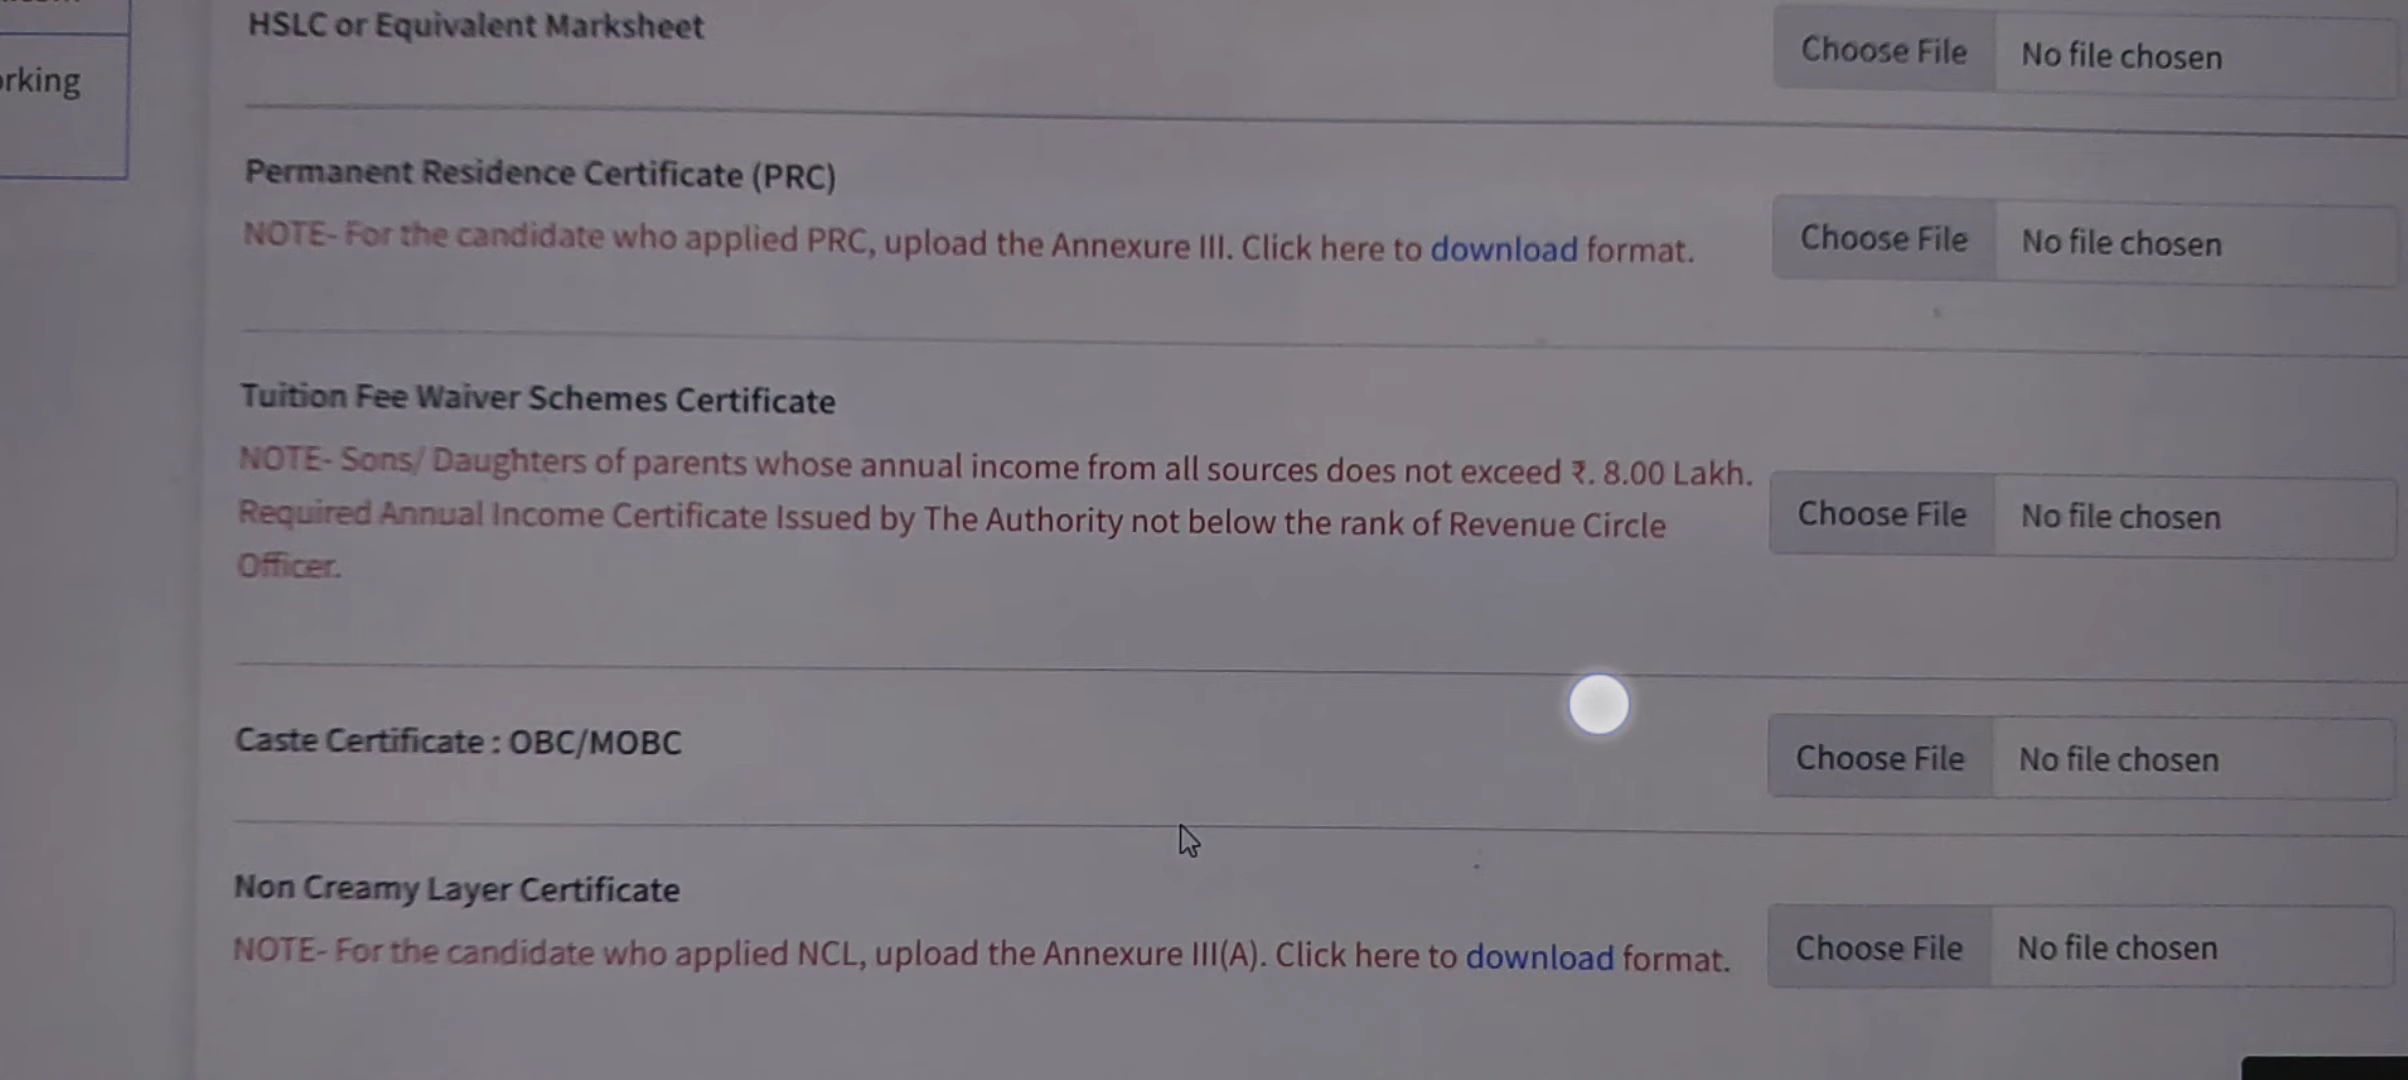 orking
HSLC or Equivalent Marksheet
Choose File No file chosen
Permanent Residence Certificate (PRC)
NOTE- For the candidate who applied PRC, upload the Annexure III. Click here to download format.
Choose File No file chosen
Tuition Fee Waiver Schemes Certificate
NOTE- Sons/ Daughters of parents whose annual income from all sources does not exceed ₹. 8.00 Lakh.
Required Annual Income Certificate Issued by The Authority not below the rank of Revenue Circle
Officer.
Choose File No file chosen
Caste Certificate : OBC/MOBC
Choose File No file chosen
Non Creamy Layer Certificate
NOTE- For the candidate who applied NCL, upload the Annexure III(A). Click here to download format.
Choose File No file chosen